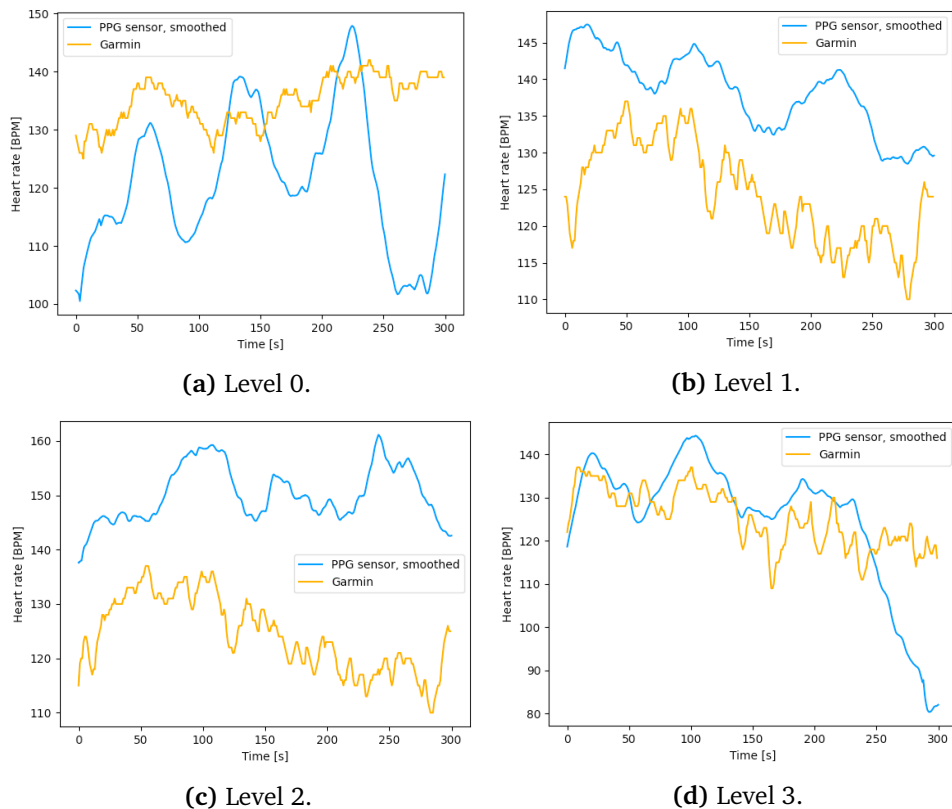 PPG sensor, smoothed
Garmin
150
140
130
120
110
100
Heart rate [BPM]
0 50 100 150 200 250 300
Time [s]
(a) Level 0.
PPG sensor, smoothed
Garmin
145
140
135
130
125
120
115
110
Heart rate [BPM]
0 50 100 150 200 250 300
Time [s]
(b) Level 1.
160
150
140
130
120
110
Heart rate [BPM]
PPG sensor, smoothed
Garmin
0 50 100 150 200 250 300
Time [s]
(c) Level 2.
PPG sensor, smoothed
Garmin
140
130
120
110
100
90
80
Heart rate [BPM]
0 50 100 150 200 250 300
Time [s]
(d) Level 3.